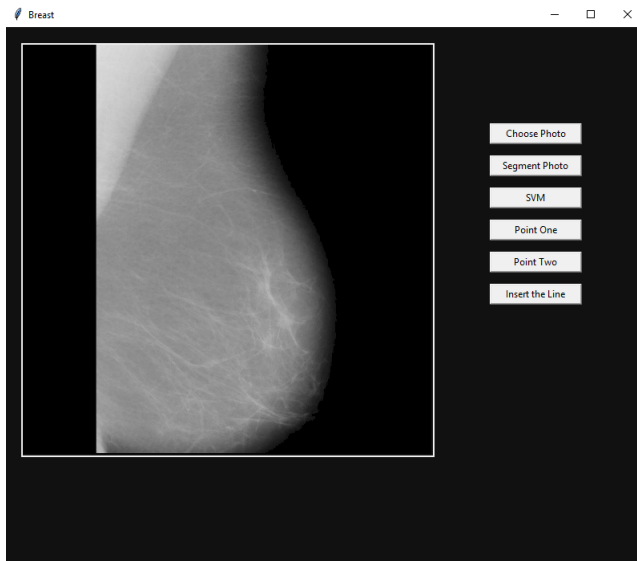 Breast
Choose Photo
Segment Photo
SVM
Point One
Point Two
Insert the Line